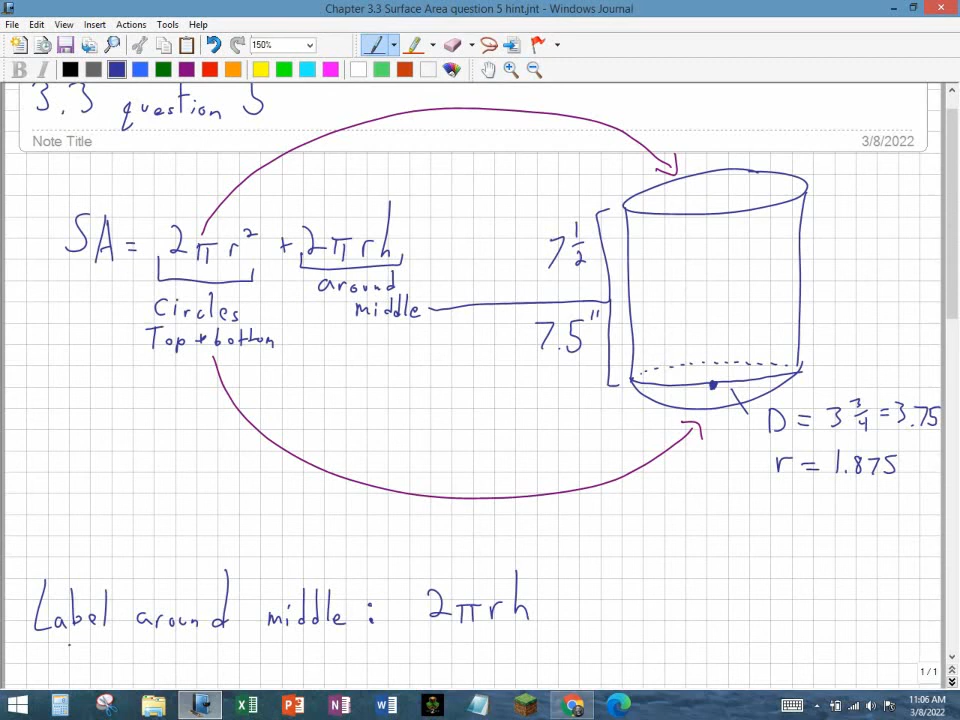 Chapter 3.3 Surface Area question 5 hint.jnt - Windows Journal
File Edit View Insert Actions Tools Help
150%
B I
3.3 question 5
Note Title 3/8/2022
SA = 2πr² + 2πrh
Circles
Top + bottom
around
middle
7 1/2
7.5"
D = 3 3/4 = 3.75
r = 1.875
Label around middle : 2πrh
1 / 1
11:06 AM
3/8/2022